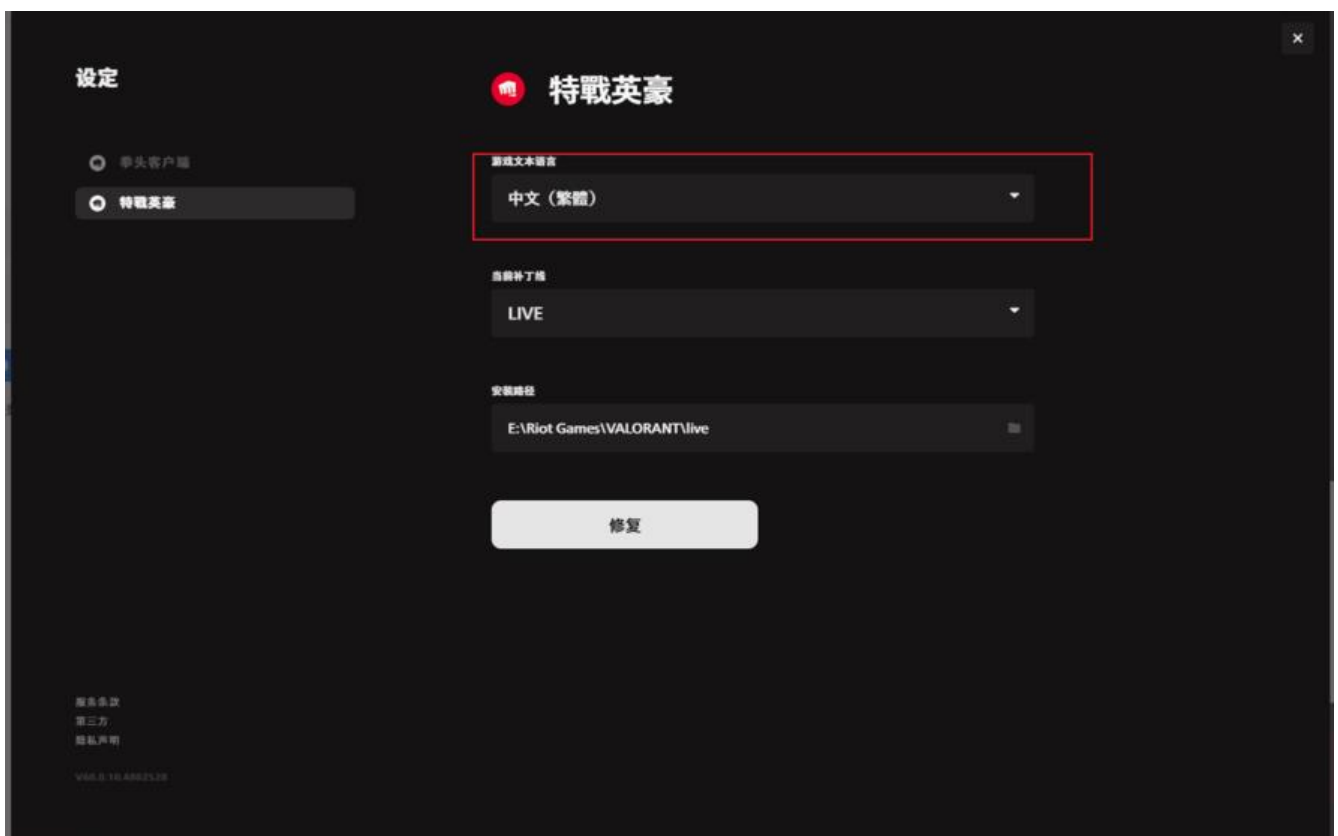 设定
拳头客户端
特戰英豪
特戰英豪
游戏文本语言
中文（繁體）
当前补丁线
LIVE
安装路径
E:\Riot Games\VALORANT\live
修复
服务条款
第三方
隐私声明